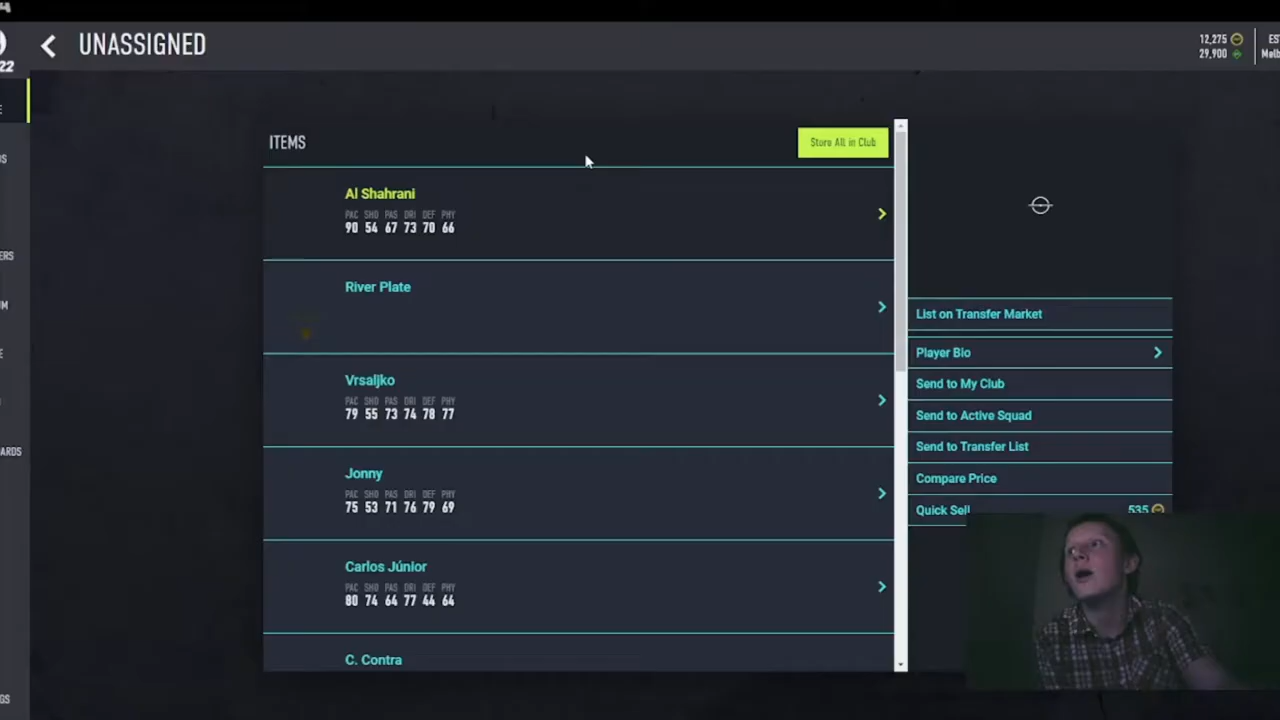 UNASSIGNED
12,275
29,900
22
ITEMS
Store All in Club
Al Shahrani
PAC SHO PAS DRI DEF PHY
90 54 67 73 70 66
River Plate
Vrsaljko
PAC SHO PAS DRI DEF PHY
79 55 73 74 78 77
Jonny
PAC SHO PAS DRI DEF PHY
75 53 71 76 79 69
Carlos Júnior
PAC SHO PAS DRI DEF PHY
80 74 64 77 44 64
C. Contra
List on Transfer Market
Player Bio
Send to My Club
Send to Active Squad
Send to Transfer List
Compare Price
Quick Sell 535